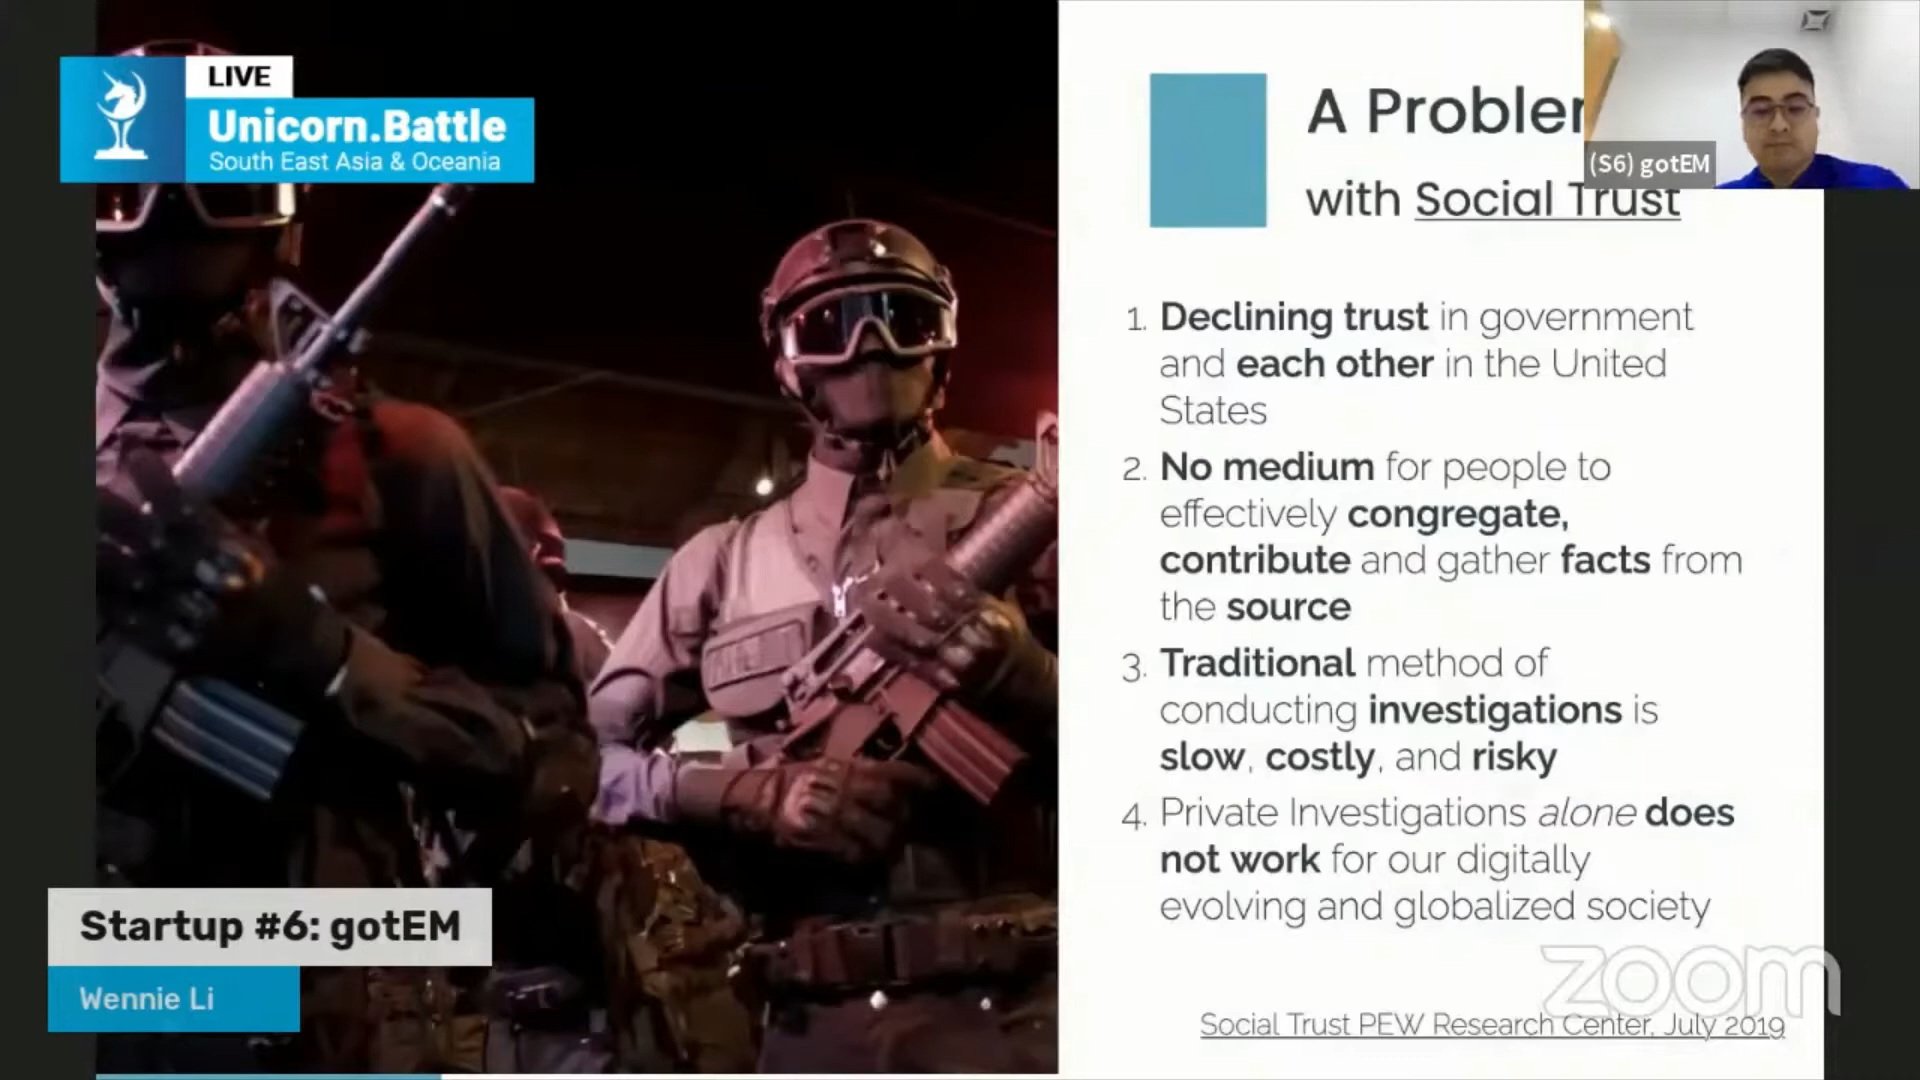 LIVE
Unicorn.Battle
South East Asia & Oceania
A Problem
with Social Trust
(S6) gotEM
1. Declining trust in government
and each other in the United
States
2. No medium for people to
effectively congregate,
contribute and gather facts from
the source
3. Traditional method of
conducting investigations is
slow, costly, and risky
4. Private Investigations alone does
not work for our digitally
evolving and globalized society
Social Trust PEW Research Center, July 2019
zoom
Startup #6: gotEM
Wennie Li